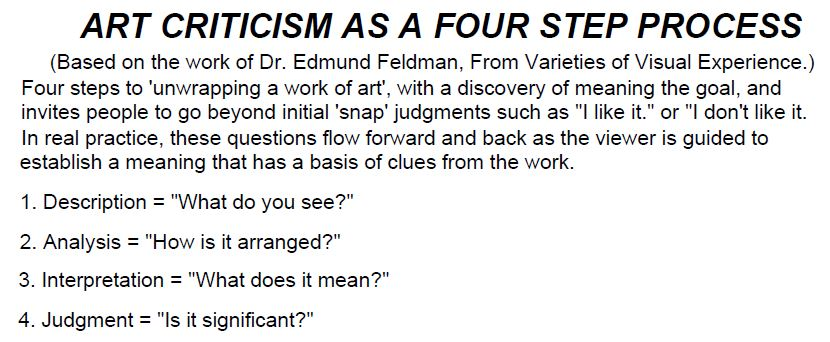 ART CRITICISM AS A FOUR STEP PROCESS
(Based on the work of Dr. Edmund Feldman, From Varieties of Visual Experience.)
Four steps to 'unwrapping a work of art', with a discovery of meaning the goal, and
invites people to go beyond initial 'snap' judgments such as "I like it." or "I don't like it.
In real practice, these questions flow forward and back as the viewer is guided to
establish a meaning that has a basis of clues from the work.
1. Description = "What do you see?"
2. Analysis = "How is it arranged?"
3. Interpretation = "What does it mean?"
4. Judgment = "Is it significant?"